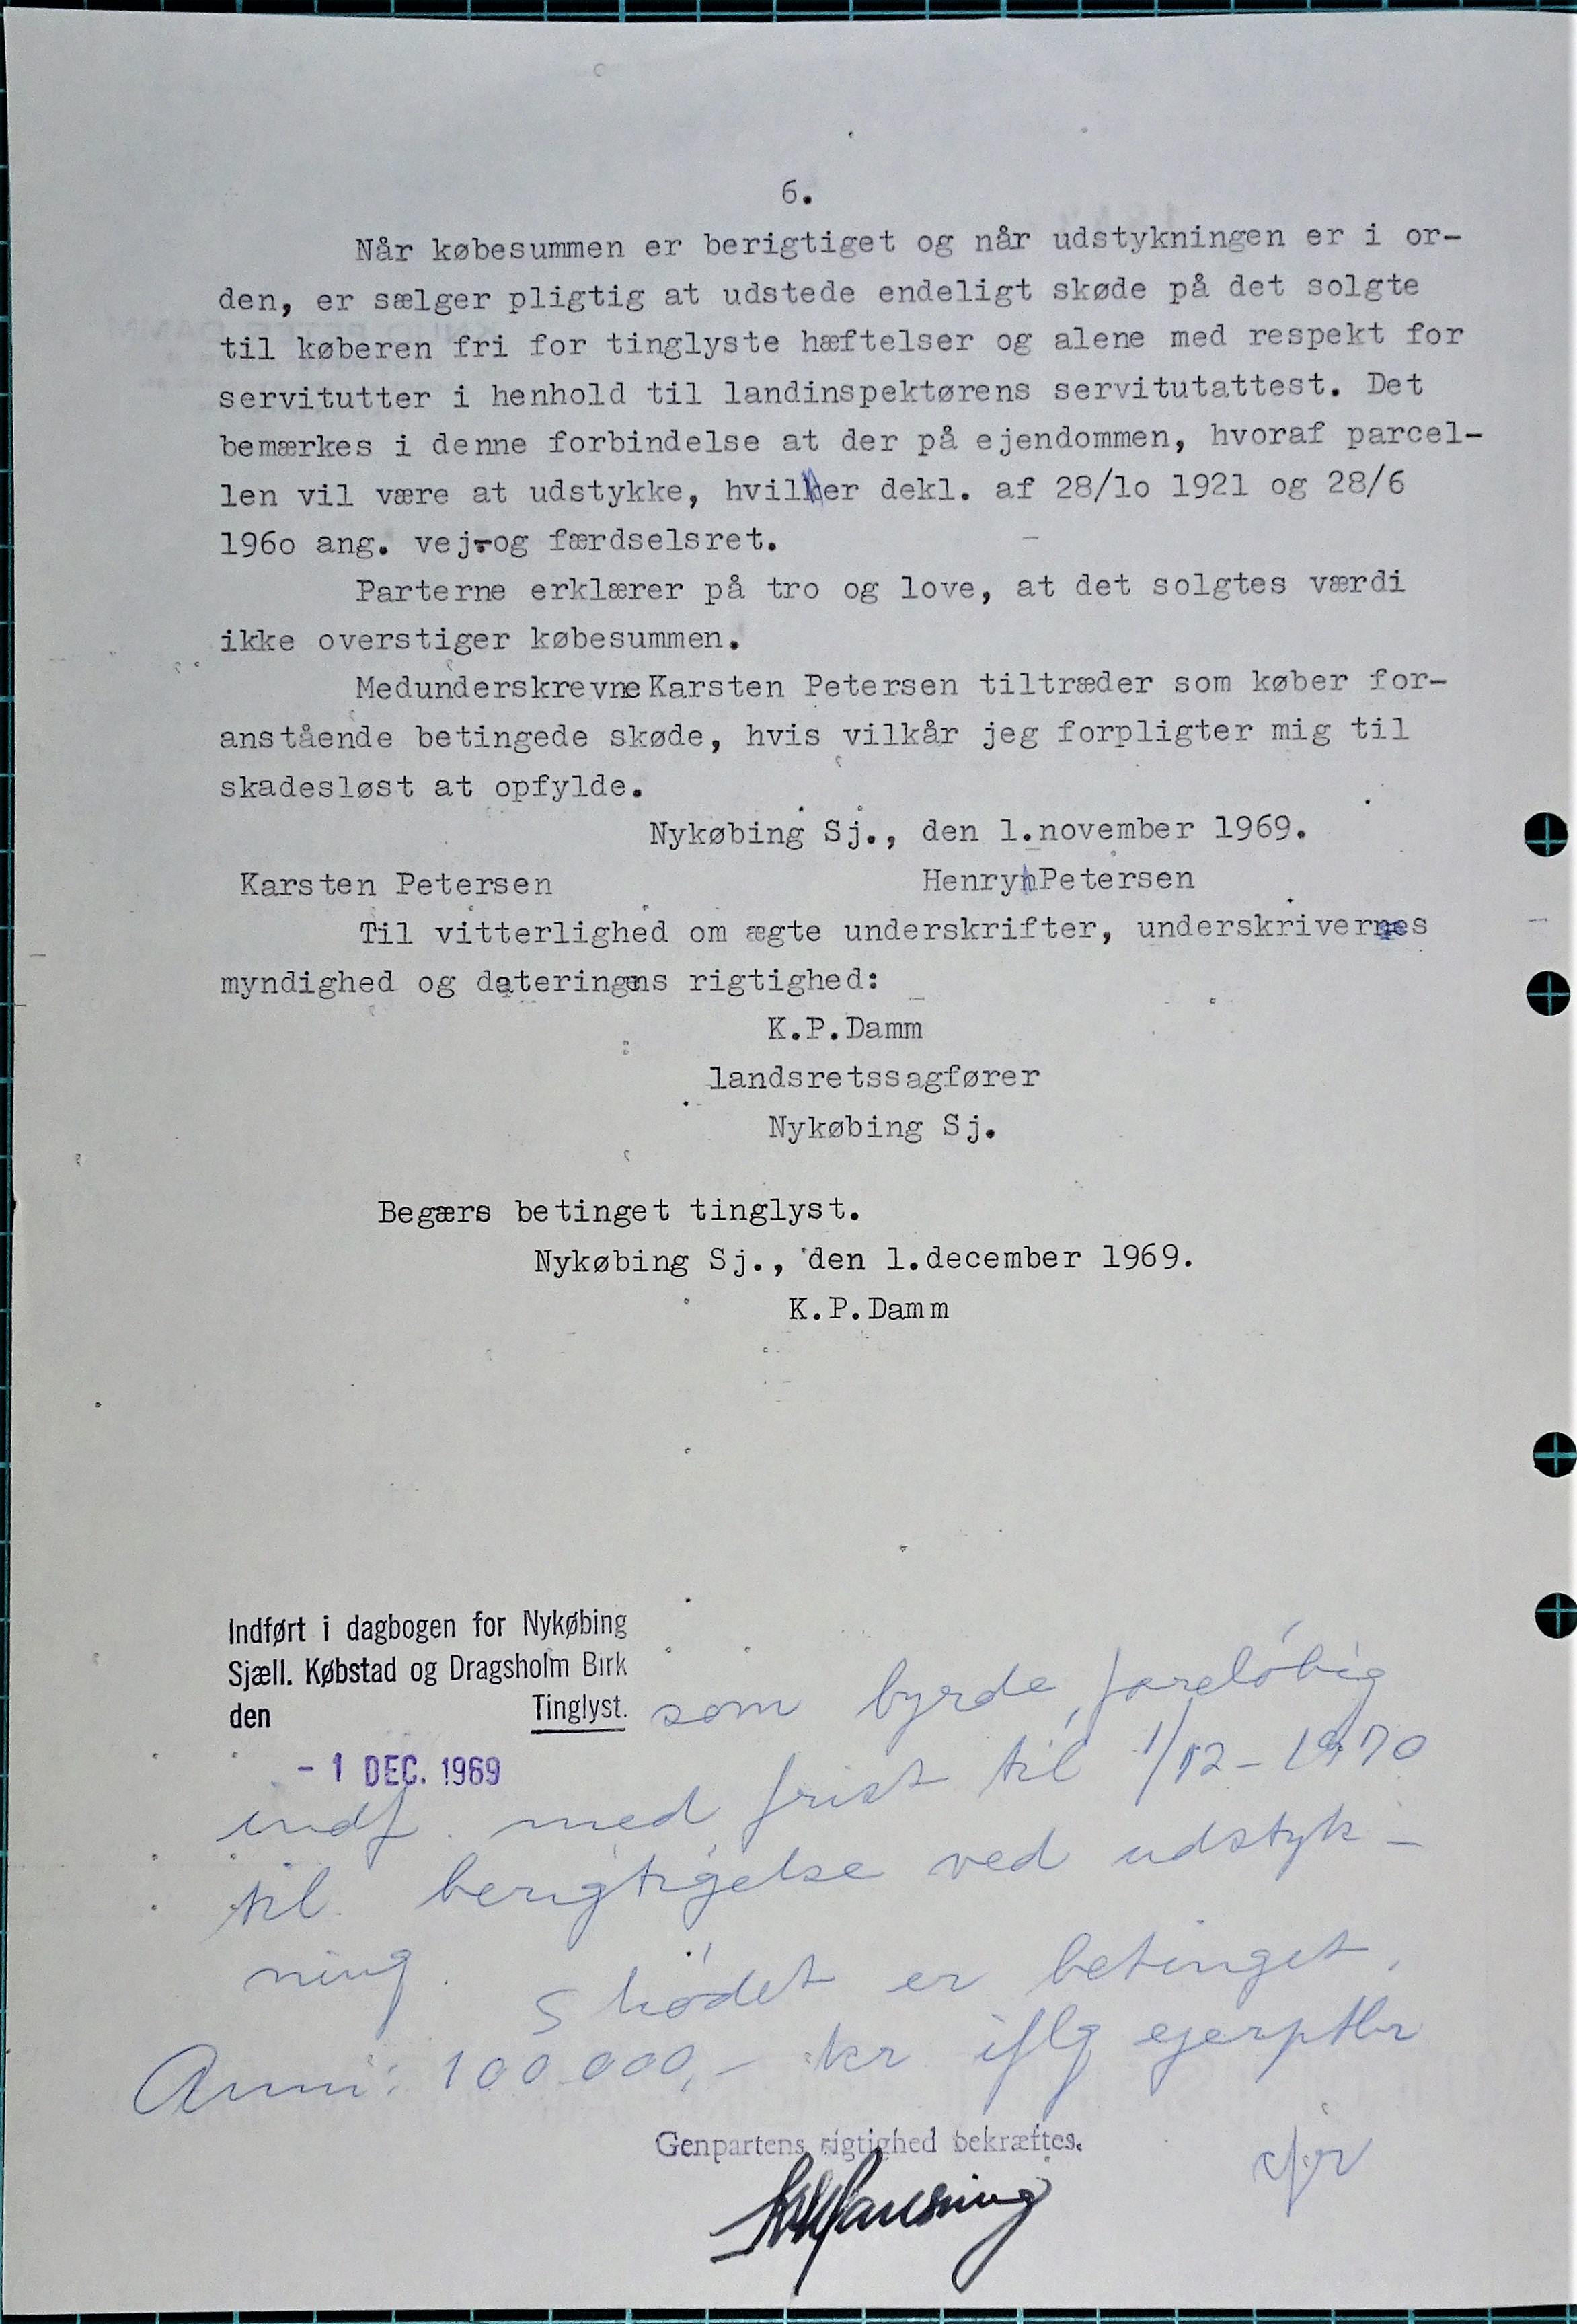 6.
Når købesummen er berigtiget og når udstykningen er i or-
den, er sælger pligtig at udstede endeligt skøde på det solgte
til køberen fri for tinglyste hæftelser og alene med respekt for
servitutter i henhold til landinspektørens servitutattest. Det
bemærkes i denne forbindelse at der på ejendommen, hvoraf parcel-
len vil være at udstykke, hviler dekl. af 28/lo 1921 og 28/6
196o ang. vej-og færdselsret.
Parterne erklærer på tro og love, at det solgtes værdi
ikke overstiger købesummen.
Medunderskrevne Karsten Petersen tiltræder som køber for-
anstående betingede skøde, hvis vilkår jeg forpligter mig til
skadesløst at opfylde.
Nykøbing Sj., den 1.november 1969.
Karsten Petersen Henry Petersen
Til vitterlighed om ægte underskrifter, underskrivernes
myndighed og dateringens rigtighed:
K.P.Damm
landsretssagfører
Nykøbing Sj.
Begærs betinget tinglyst.
Nykøbing Sj., den 1.december 1969.
K.P.Damm
Indført i dagbogen for Nykøbing
Sjæll. Købstad og Dragsholm Birk
den Tinglyst. som byrde, foreløbig
- 1 DEC. 1969
indf. med frist til 1/12-1970
til berigtigelse ved udstyk-
ning. Skødet er betinget.
Anm: 100.000,- kr iflg ejerptbr
Genpartens rigtighed bekræftes.